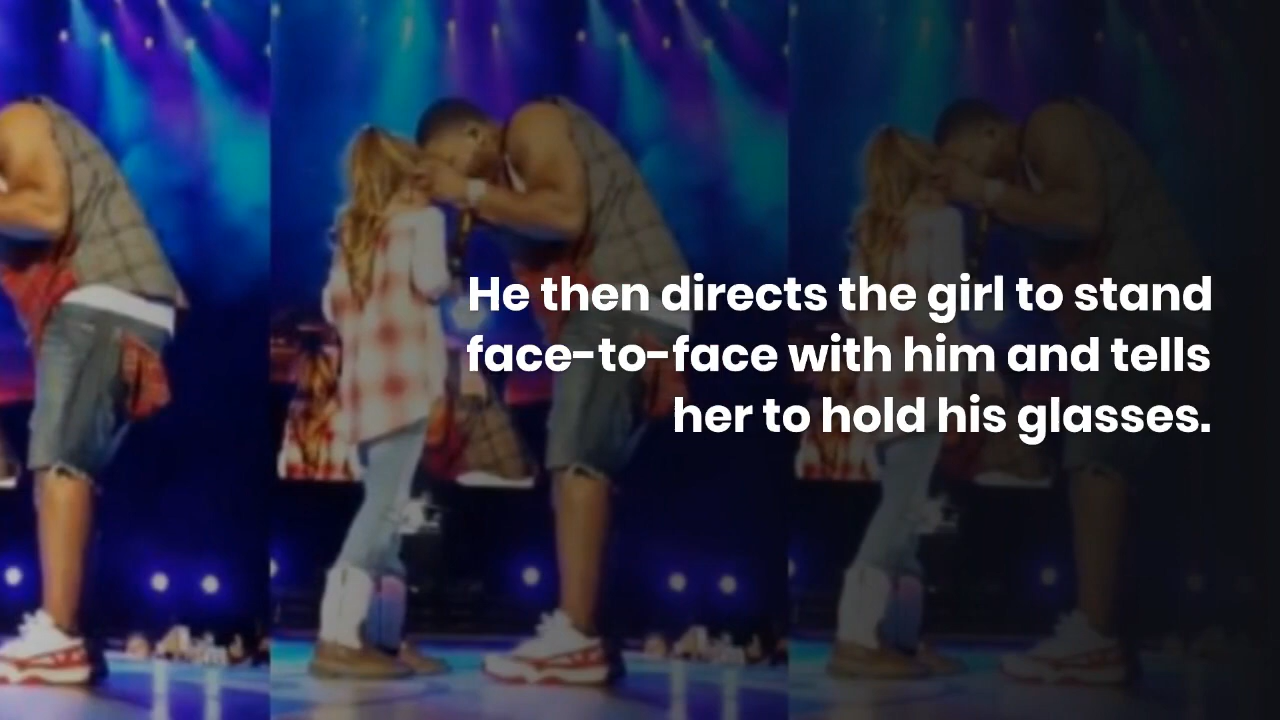 He then directs the girl to stand
face-to-face with him and tells
her to hold his glasses.